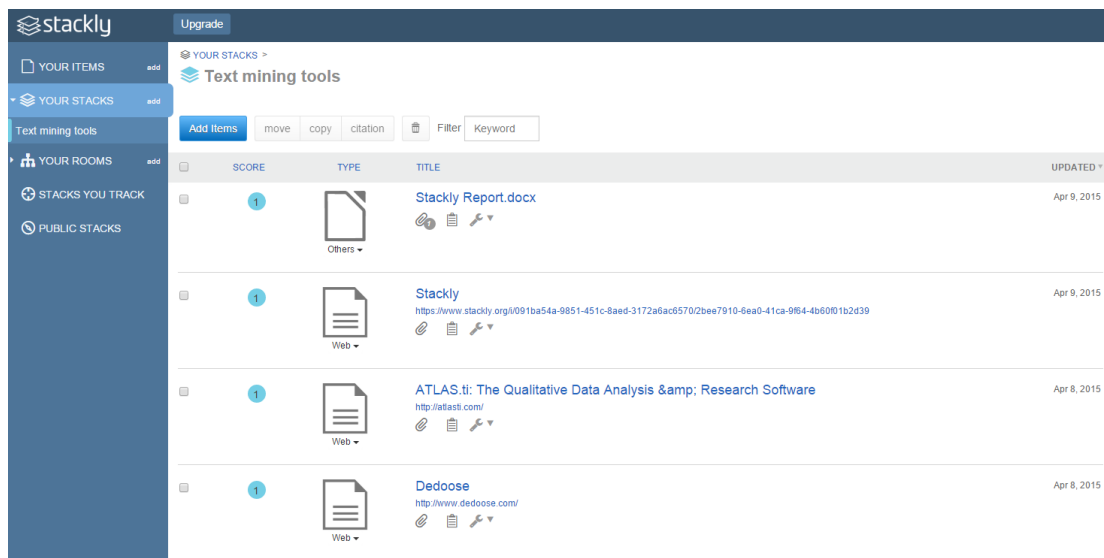 stackly
Upgrade
YOUR ITEMS add
YOUR STACKS add
Text mining tools
YOUR ROOMS add
STACKS YOU TRACK
PUBLIC STACKS
YOUR STACKS >
Text mining tools
Add Items move copy citation Filter Keyword
SCORE TYPE TITLE UPDATED
1 Others Stackly Report.docx Apr 9, 2015
1
1 Web Stackly Apr 9, 2015
https://www.stackly.org/i/091ba54a-9851-451c-8aed-3172a6ac6570/2bee7910-6ea0-41ca-9f64-4b60f01b2d39
1 Web ATLAS.ti: The Qualitative Data Analysis &amp; Research Software Apr 8, 2015
http://atlasti.com/
1 Web Dedoose Apr 8, 2015
http://www.dedoose.com/